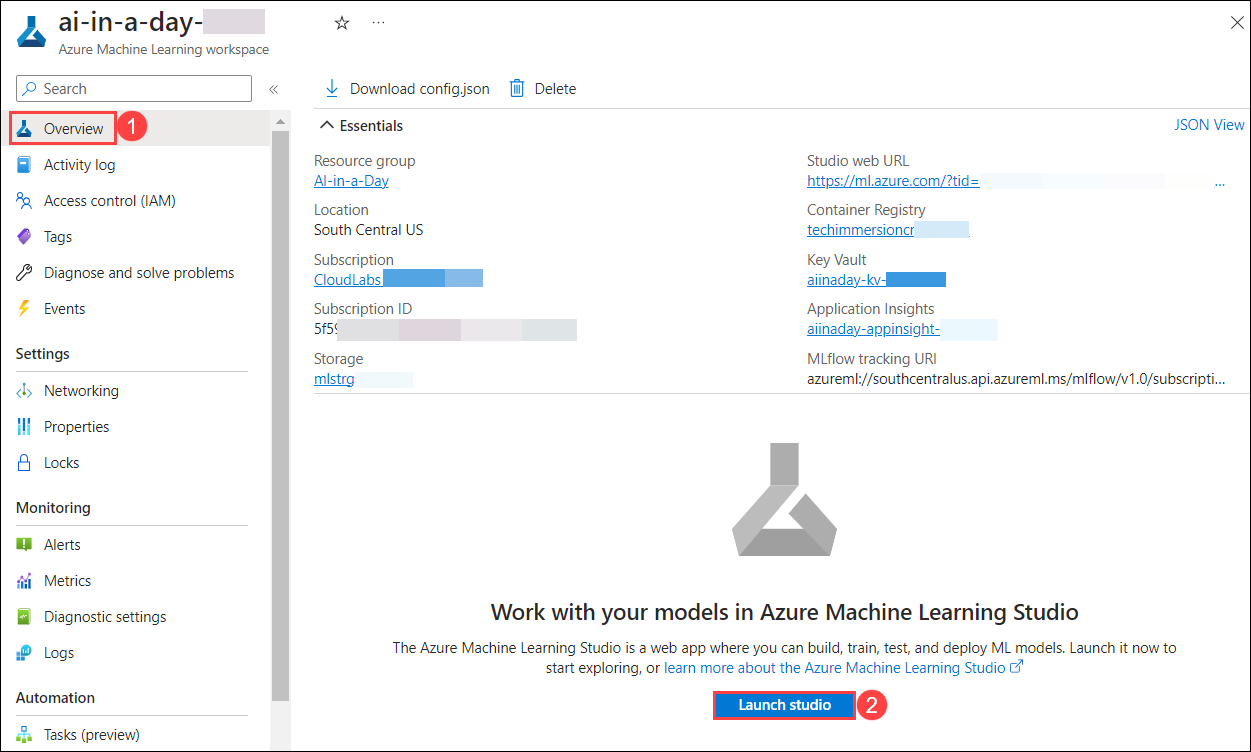 ai-in-a-day-
Azure Machine Learning workspace
Search
Overview
1
Activity log
Access control (IAM)
Tags
Diagnose and solve problems
Events
Settings
Networking
Properties
Locks
Monitoring
Alerts
Metrics
Diagnostic settings
Logs
Automation
Tasks (preview)
Download config.json
Delete
Essentials
JSON View
Resource group
AI-in-a-Day
Location
South Central US
Subscription
CloudLabs
Subscription ID
5f59
Storage
mlstrg
Studio web URL
https://ml.azure.com/?tid=
...
Container Registry
techimmersioncr
Key Vault
aiinaday-kv-
Application Insights
aiinaday-appinsight-
MLflow tracking URI
azureml://southcentralus.api.azureml.ms/mlflow/v1.0/subscripti...
Work with your models in Azure Machine Learning Studio
The Azure Machine Learning Studio is a web app where you can build, train, test, and deploy ML models. Launch it now to
start exploring, or learn more about the Azure Machine Learning Studio
Launch studio
2